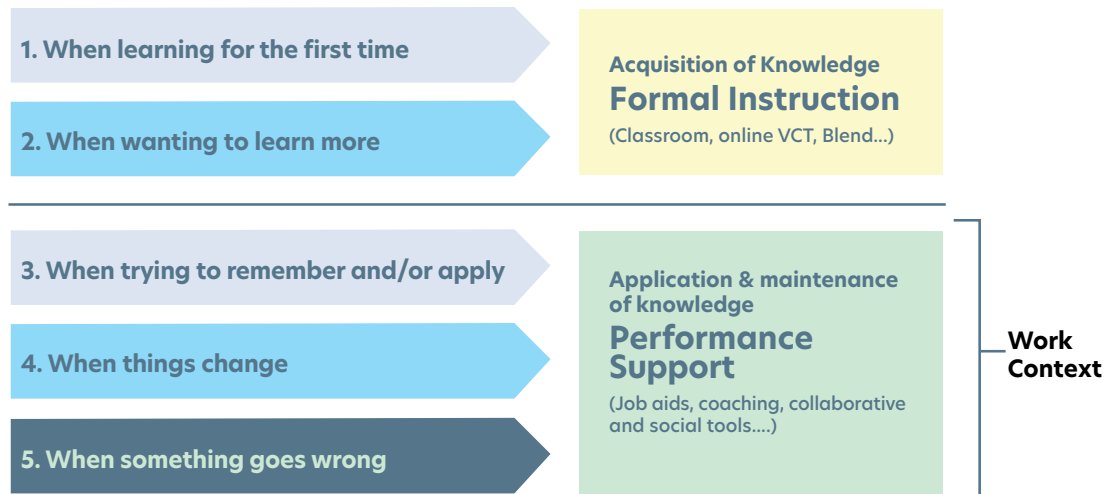 1. When learning for the first time
2. When wanting to learn more
Acquisition of Knowledge
Formal Instruction
(Classroom, online VCT, Blend...)
3. When trying to remember and/or apply
4. When things change
5. When something goes wrong
Application & maintenance
of knowledge
Performance
Support
(Job aids, coaching, collaborative
and social tools....)
Work
Context